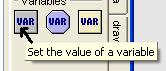 Variables
VAR VAR VAR
Set the value of a variable